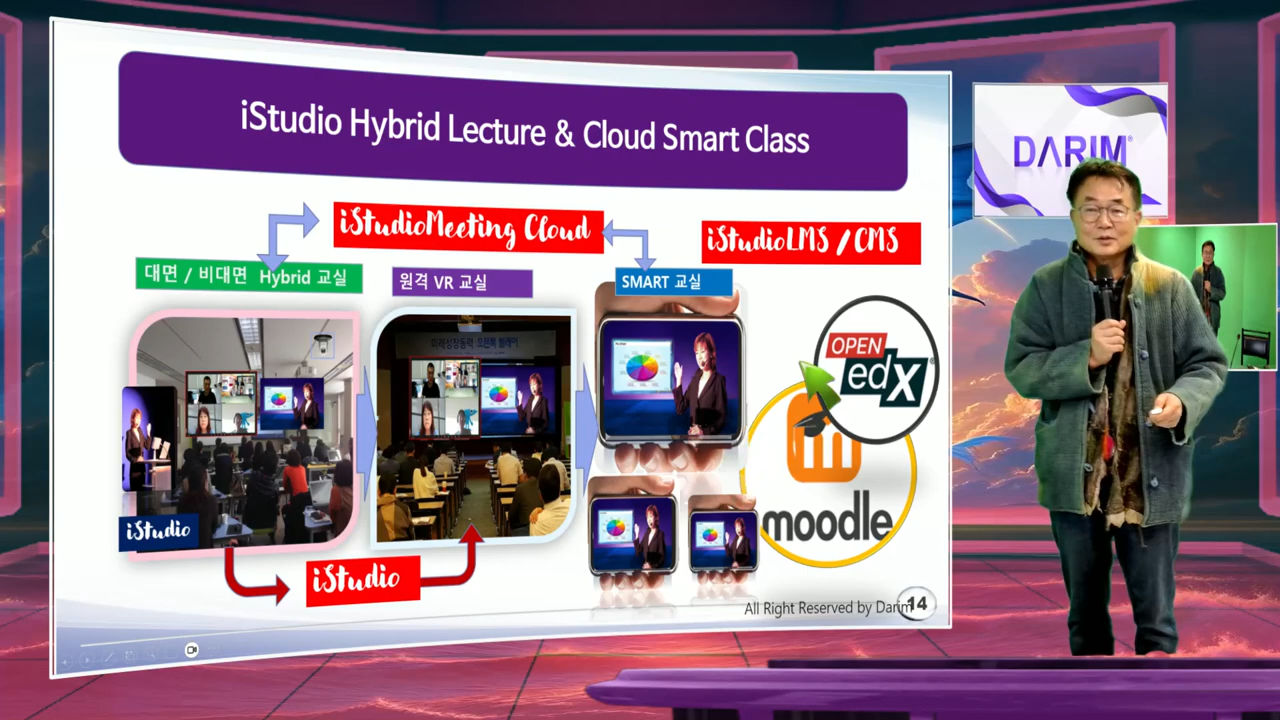 iStudio Hybrid Lecture & Cloud Smart Class
DARIM®
iStudioMeeting Cloud
iStudioLMS / CMS
대면 / 비대면 Hybrid 교실
원격 VR 교실
SMART 교실
OPEN
edX
moodle
iStudio
iStudio
All Right Reserved by Darim
14